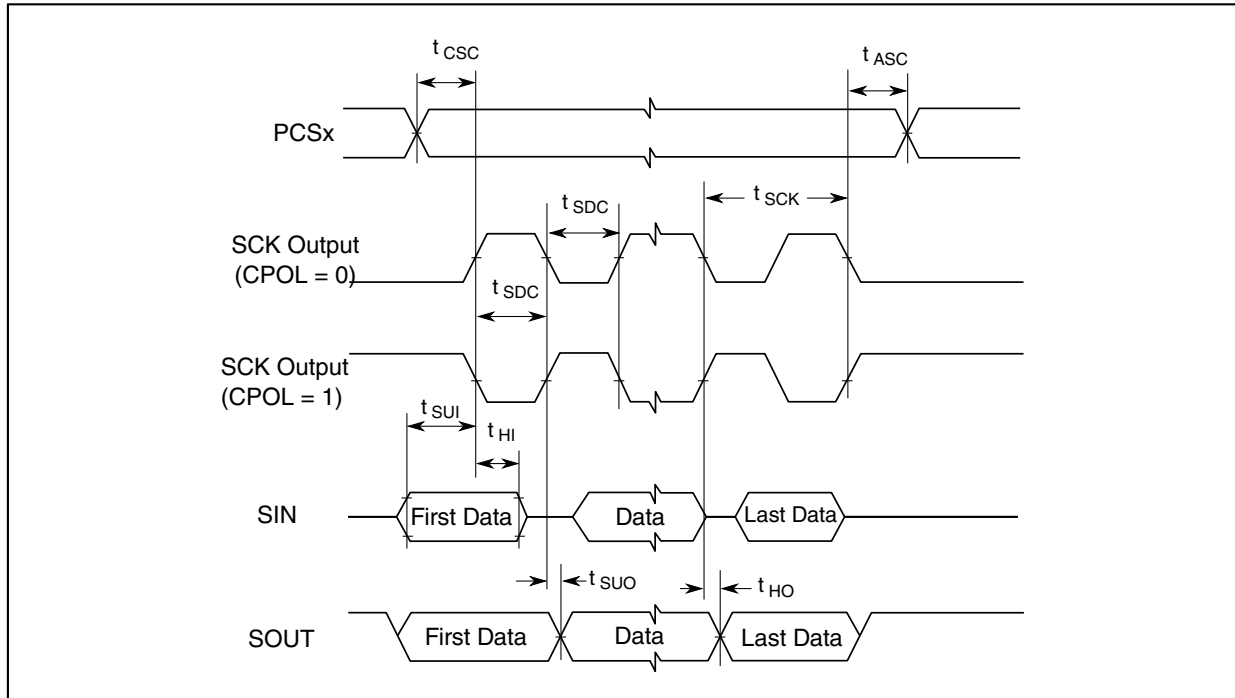 t CSC
t ASC
PCSx
t SCK
t SDC
SCK Output
(CPOL = 0)
t SDC
SCK Output
(CPOL = 1)
t SUI
t HI
SIN
First Data
Data
Last Data
t SUO
t HO
SOUT
First Data
Data
Last Data